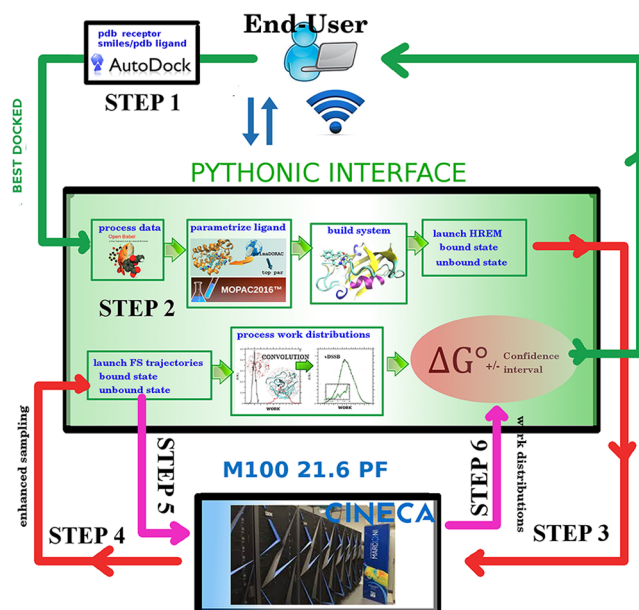 End-User
pdb receptor
smiles/pdb ligand
AutoDock
STEP 1
BEST DOCKED
PYTHONIC INTERFACE
process data
Open Babel
parametrize ligand
top par
MOPAC2016™
build system
launch HREM
bound state
unbound state
STEP 2
launch FS trajectories
bound state
unbound state
process work distributions
CONVOLUTION
WORK
vDSSB
WORK
ΔG°
+/- Confidence
interval
enhanced sampling
STEP 5
STEP 6
work distributions
M100 21.6 PF
CINECA
STEP 4
STEP 3
MARCONI